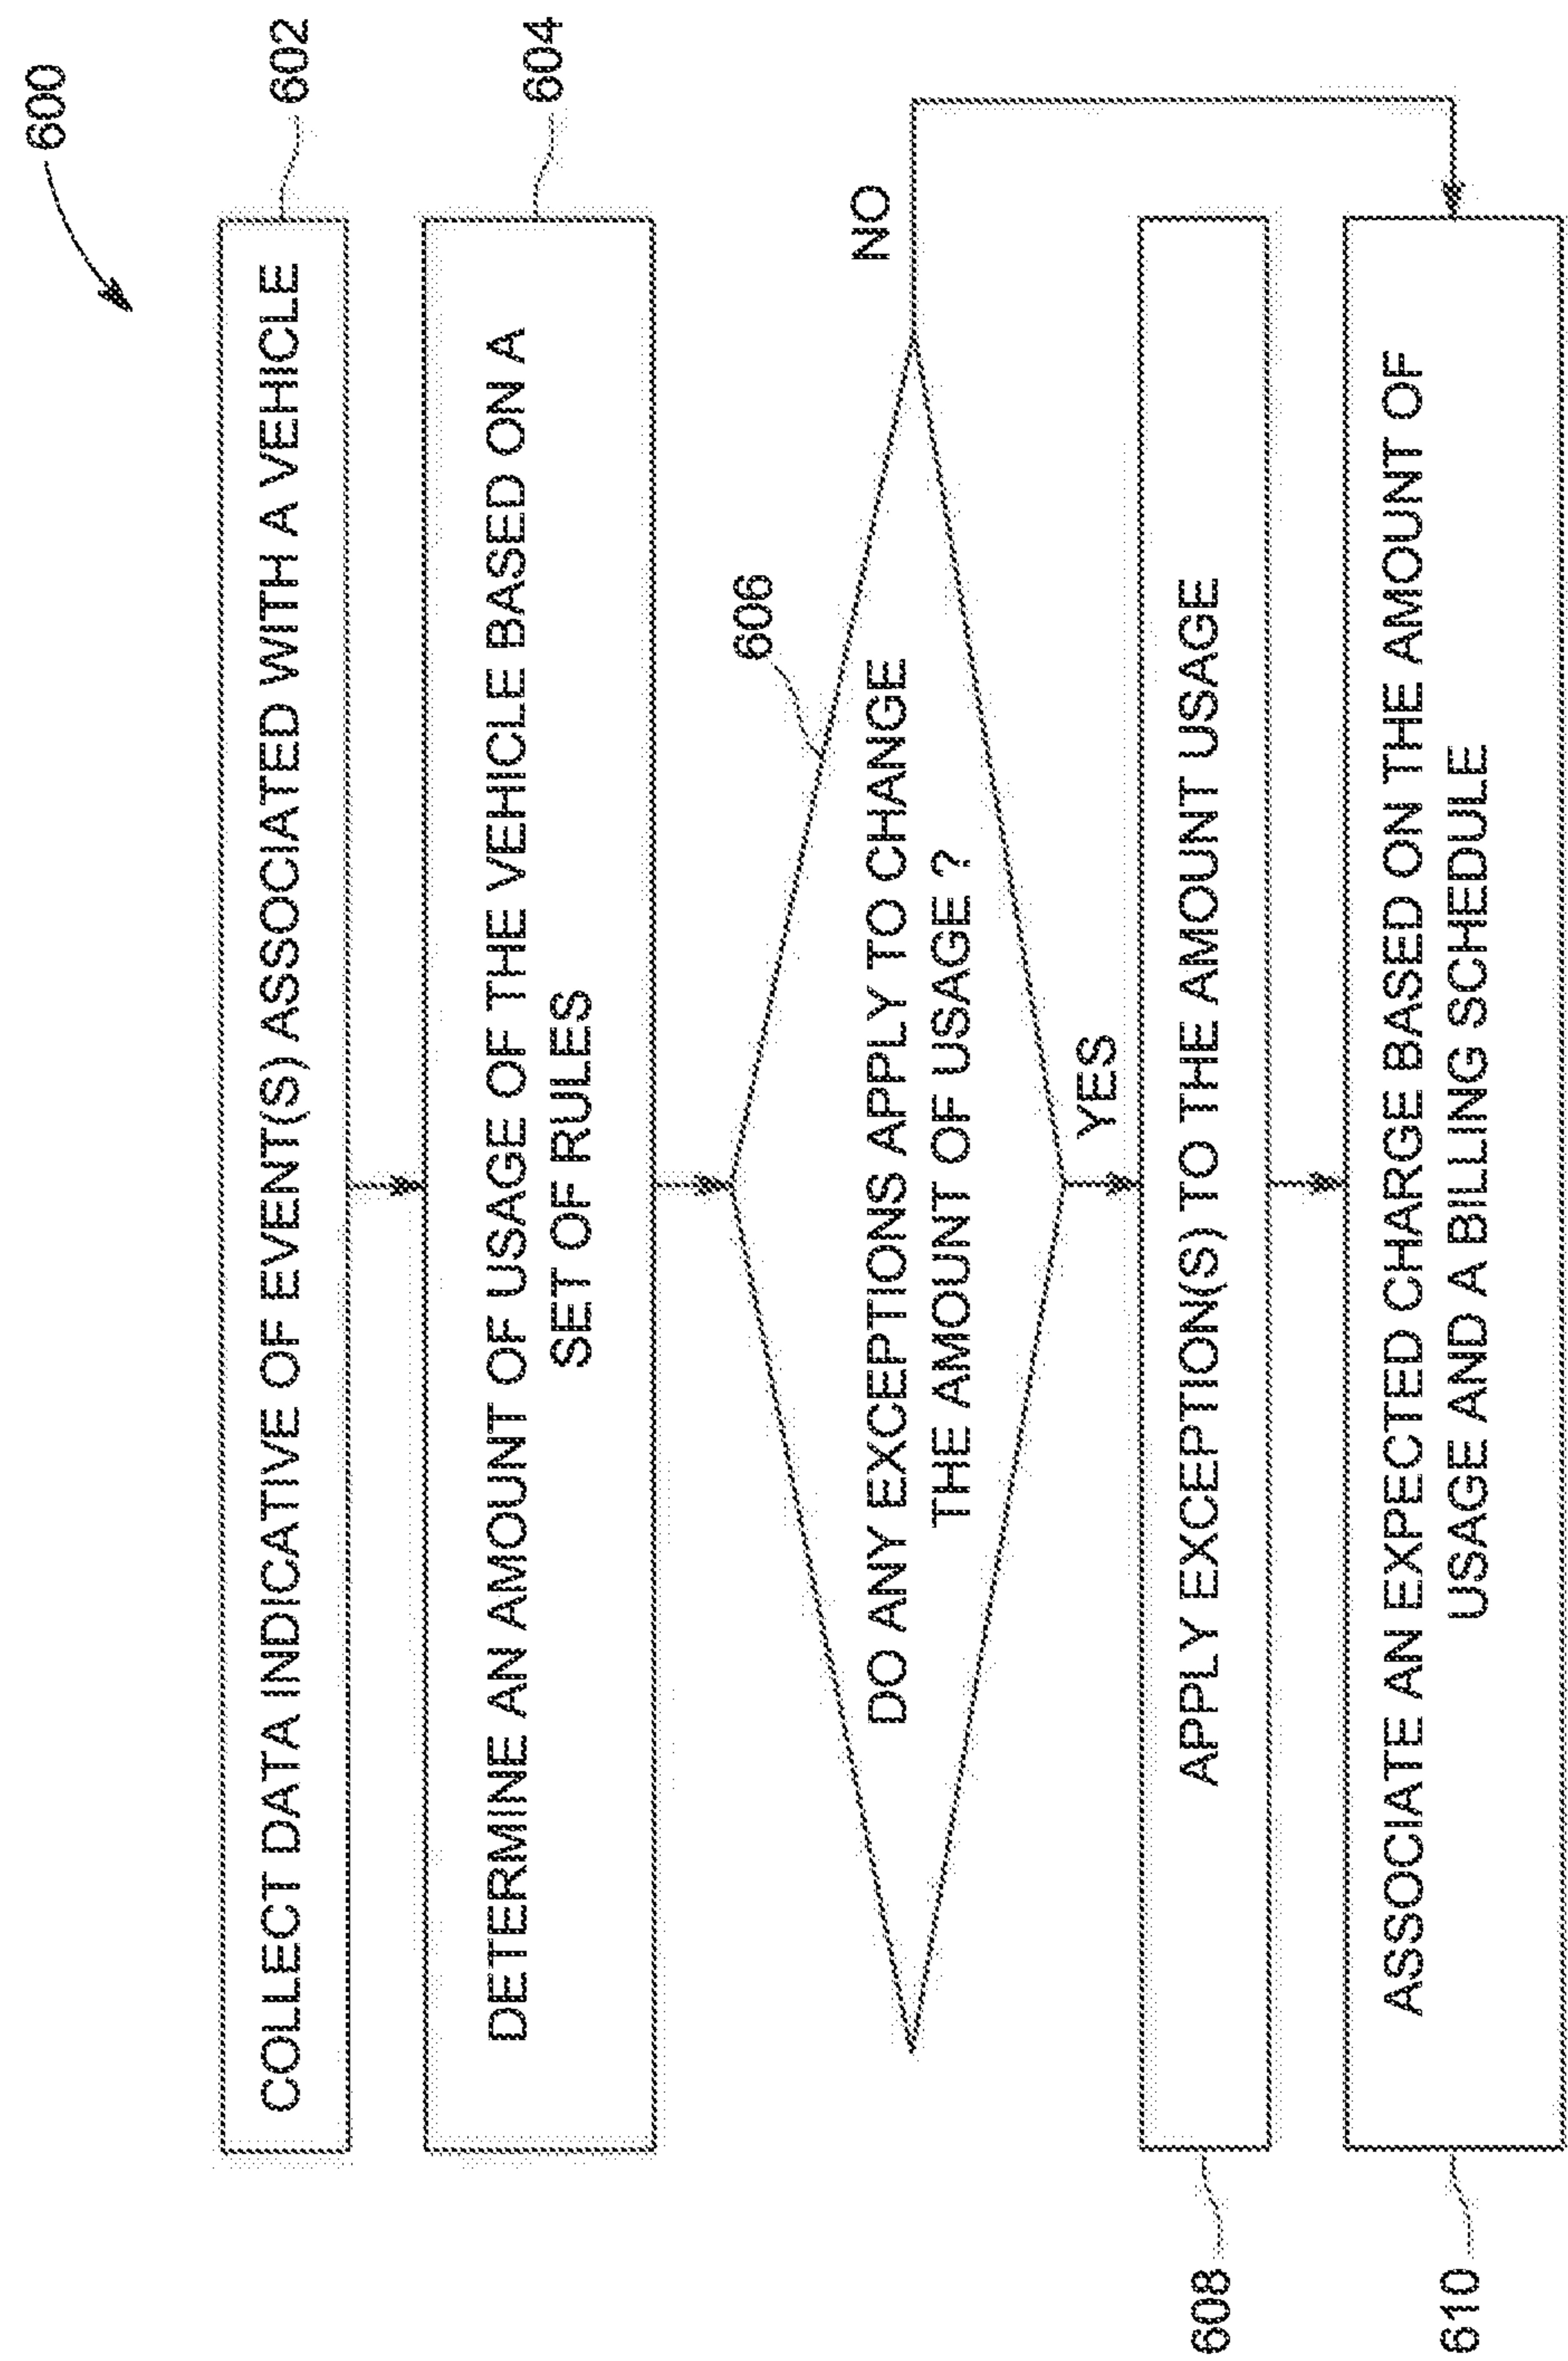 600
COLLECT DATA INDICATIVE OF EVENT(S) ASSOCIATED WITH A VEHICLE
602
DETERMINE AN AMOUNT OF USAGE OF THE VEHICLE BASED ON A
SET OF RULES
604
606
DO ANY EXCEPTIONS APPLY TO CHANGE
THE AMOUNT OF USAGE ?
NO
YES
608
APPLY EXCEPTION(S) TO THE AMOUNT USAGE
610
ASSOCIATE AN EXPECTED CHARGE BASED ON THE AMOUNT OF
USAGE AND A BILLING SCHEDULE